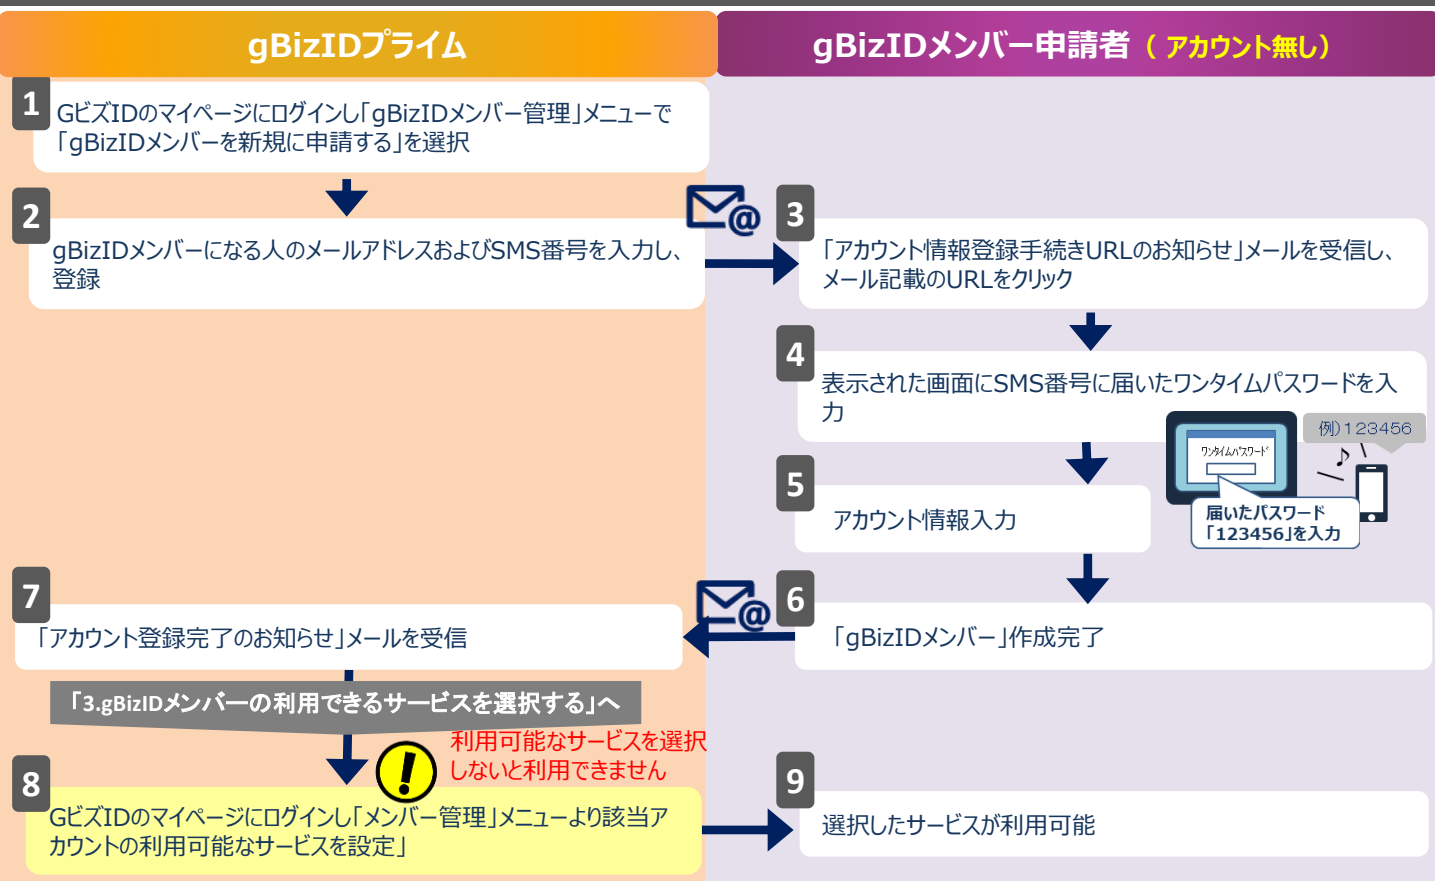 gBizIDプライム
gBizIDメンバー申請者（ アカウント無し）
1
GビズIDのマイページにログインし「gBizIDメンバー管理」メニューで
「gBizIDメンバーを新規に申請する」を選択
2
gBizIDメンバーになる人のメールアドレスおよびSMS番号を入力し、
登録
@
3
「アカウント情報登録手続きURLのお知らせ」メールを受信し、
メール記載のURLをクリック
4
表示された画面にSMS番号に届いたワンタイムパスワードを入
力
例）123456
ワンタイムパスワード
♪
届いたパスワード
「123456」を入力
5
アカウント情報入力
6
「gBizIDメンバー」作成完了
@
7
「アカウント登録完了のお知らせ」メールを受信
「3.gBizIDメンバーの利用できるサービスを選択する」へ
!
利用可能なサービスを選択
しないと利用できません
8
GビズIDのマイページにログインし「メンバー管理」メニューより該当ア
カウントの利用可能なサービスを設定」
9
選択したサービスが利用可能